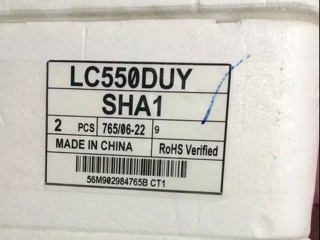 LC550DUY
SHA1
2 PCS 765/06-22 9
MADE IN CHINA RoHS Verified
56M902984765B CT1